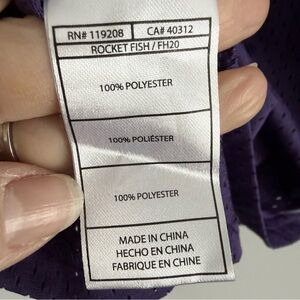 RN# 119208 CA# 40312
ROCKET FISH / FH20
100% POLYESTER
100% POLIÉSTER
100% POLYESTER
MADE IN CHINA
HECHO EN CHINA
FABRIQUE EN CHINE